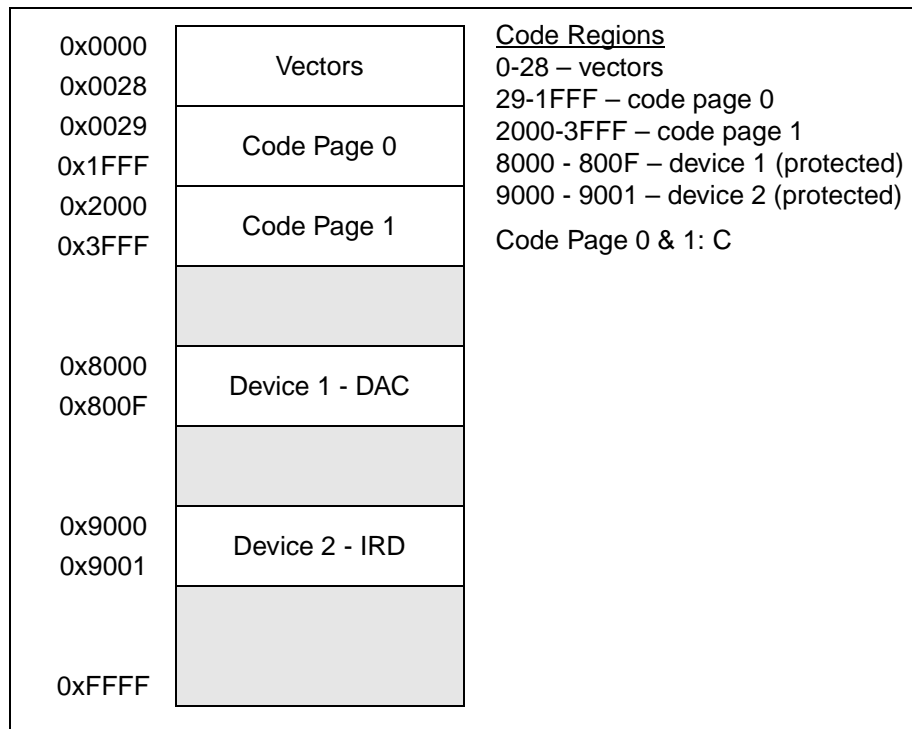 0x0000
Vectors
0x0028
0x0029
Code Page 0
0x1FFF
0x2000
Code Page 1
0x3FFF
0x8000
Device 1 - DAC
0x800F
0x9000
Device 2 - IRD
0x9001
0xFFFF
Code Regions
0-28 – vectors
29-1FFF – code page 0
2000-3FFF – code page 1
8000 - 800F – device 1 (protected)
9000 - 9001 – device 2 (protected)
Code Page 0 & 1: C